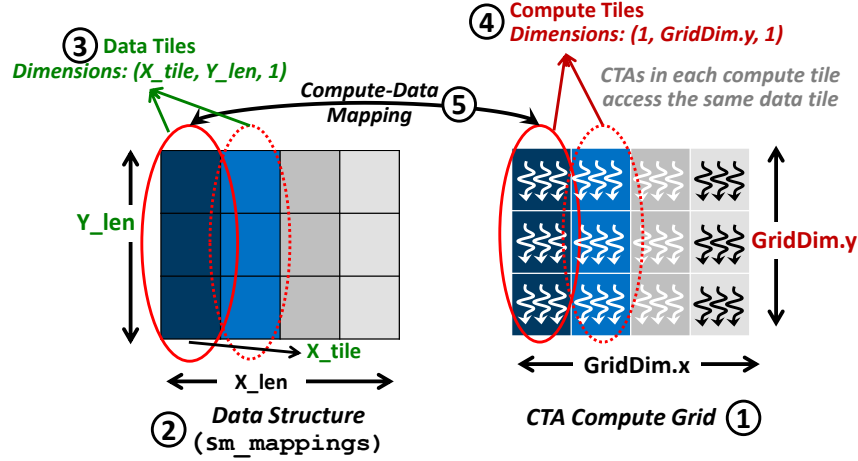 ③ Data Tiles
Dimensions: (X_tile, Y_len, 1)
④ Compute Tiles
Dimensions: (1, GridDim.y, 1)
CTAs in each compute tile
access the same data tile
Compute-Data
Mapping
⑤
Y_len
X_tile
X_len
GridDim.y
GridDim.x
② Data Structure
(sm_mappings)
CTA Compute Grid ①